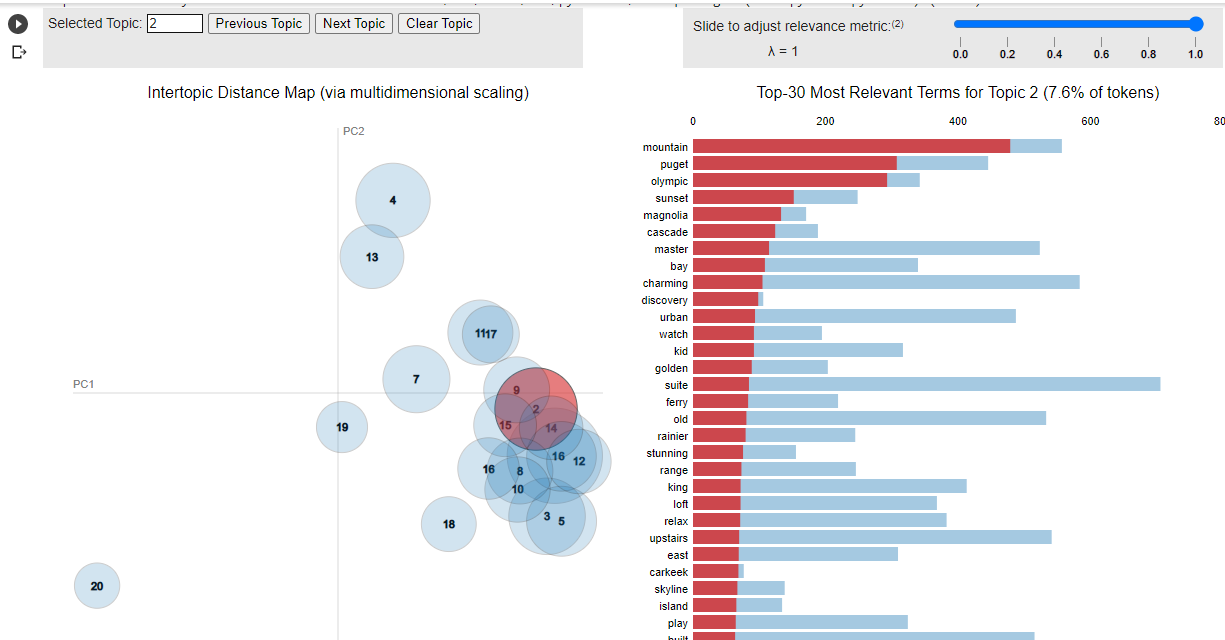 Selected Topic: 2 Previous Topic Next Topic Clear Topic
Slide to adjust relevance metric:(2)
λ = 1
0.0 0.2 0.4 0.6 0.8 1.0
Intertopic Distance Map (via multidimensional scaling)
PC2
PC1
4
13
11 17
7
9
2
15
14
19
16
12
16
8
10
3
5
18
20
Top-30 Most Relevant Terms for Topic 2 (7.6% of tokens)
0 200 400 600 80
mountain
puget
olympic
sunset
magnolia
cascade
master
bay
charming
discovery
urban
watch
kid
golden
suite
ferry
old
rainier
stunning
range
king
loft
relax
upstairs
east
carkeek
skyline
island
play
built